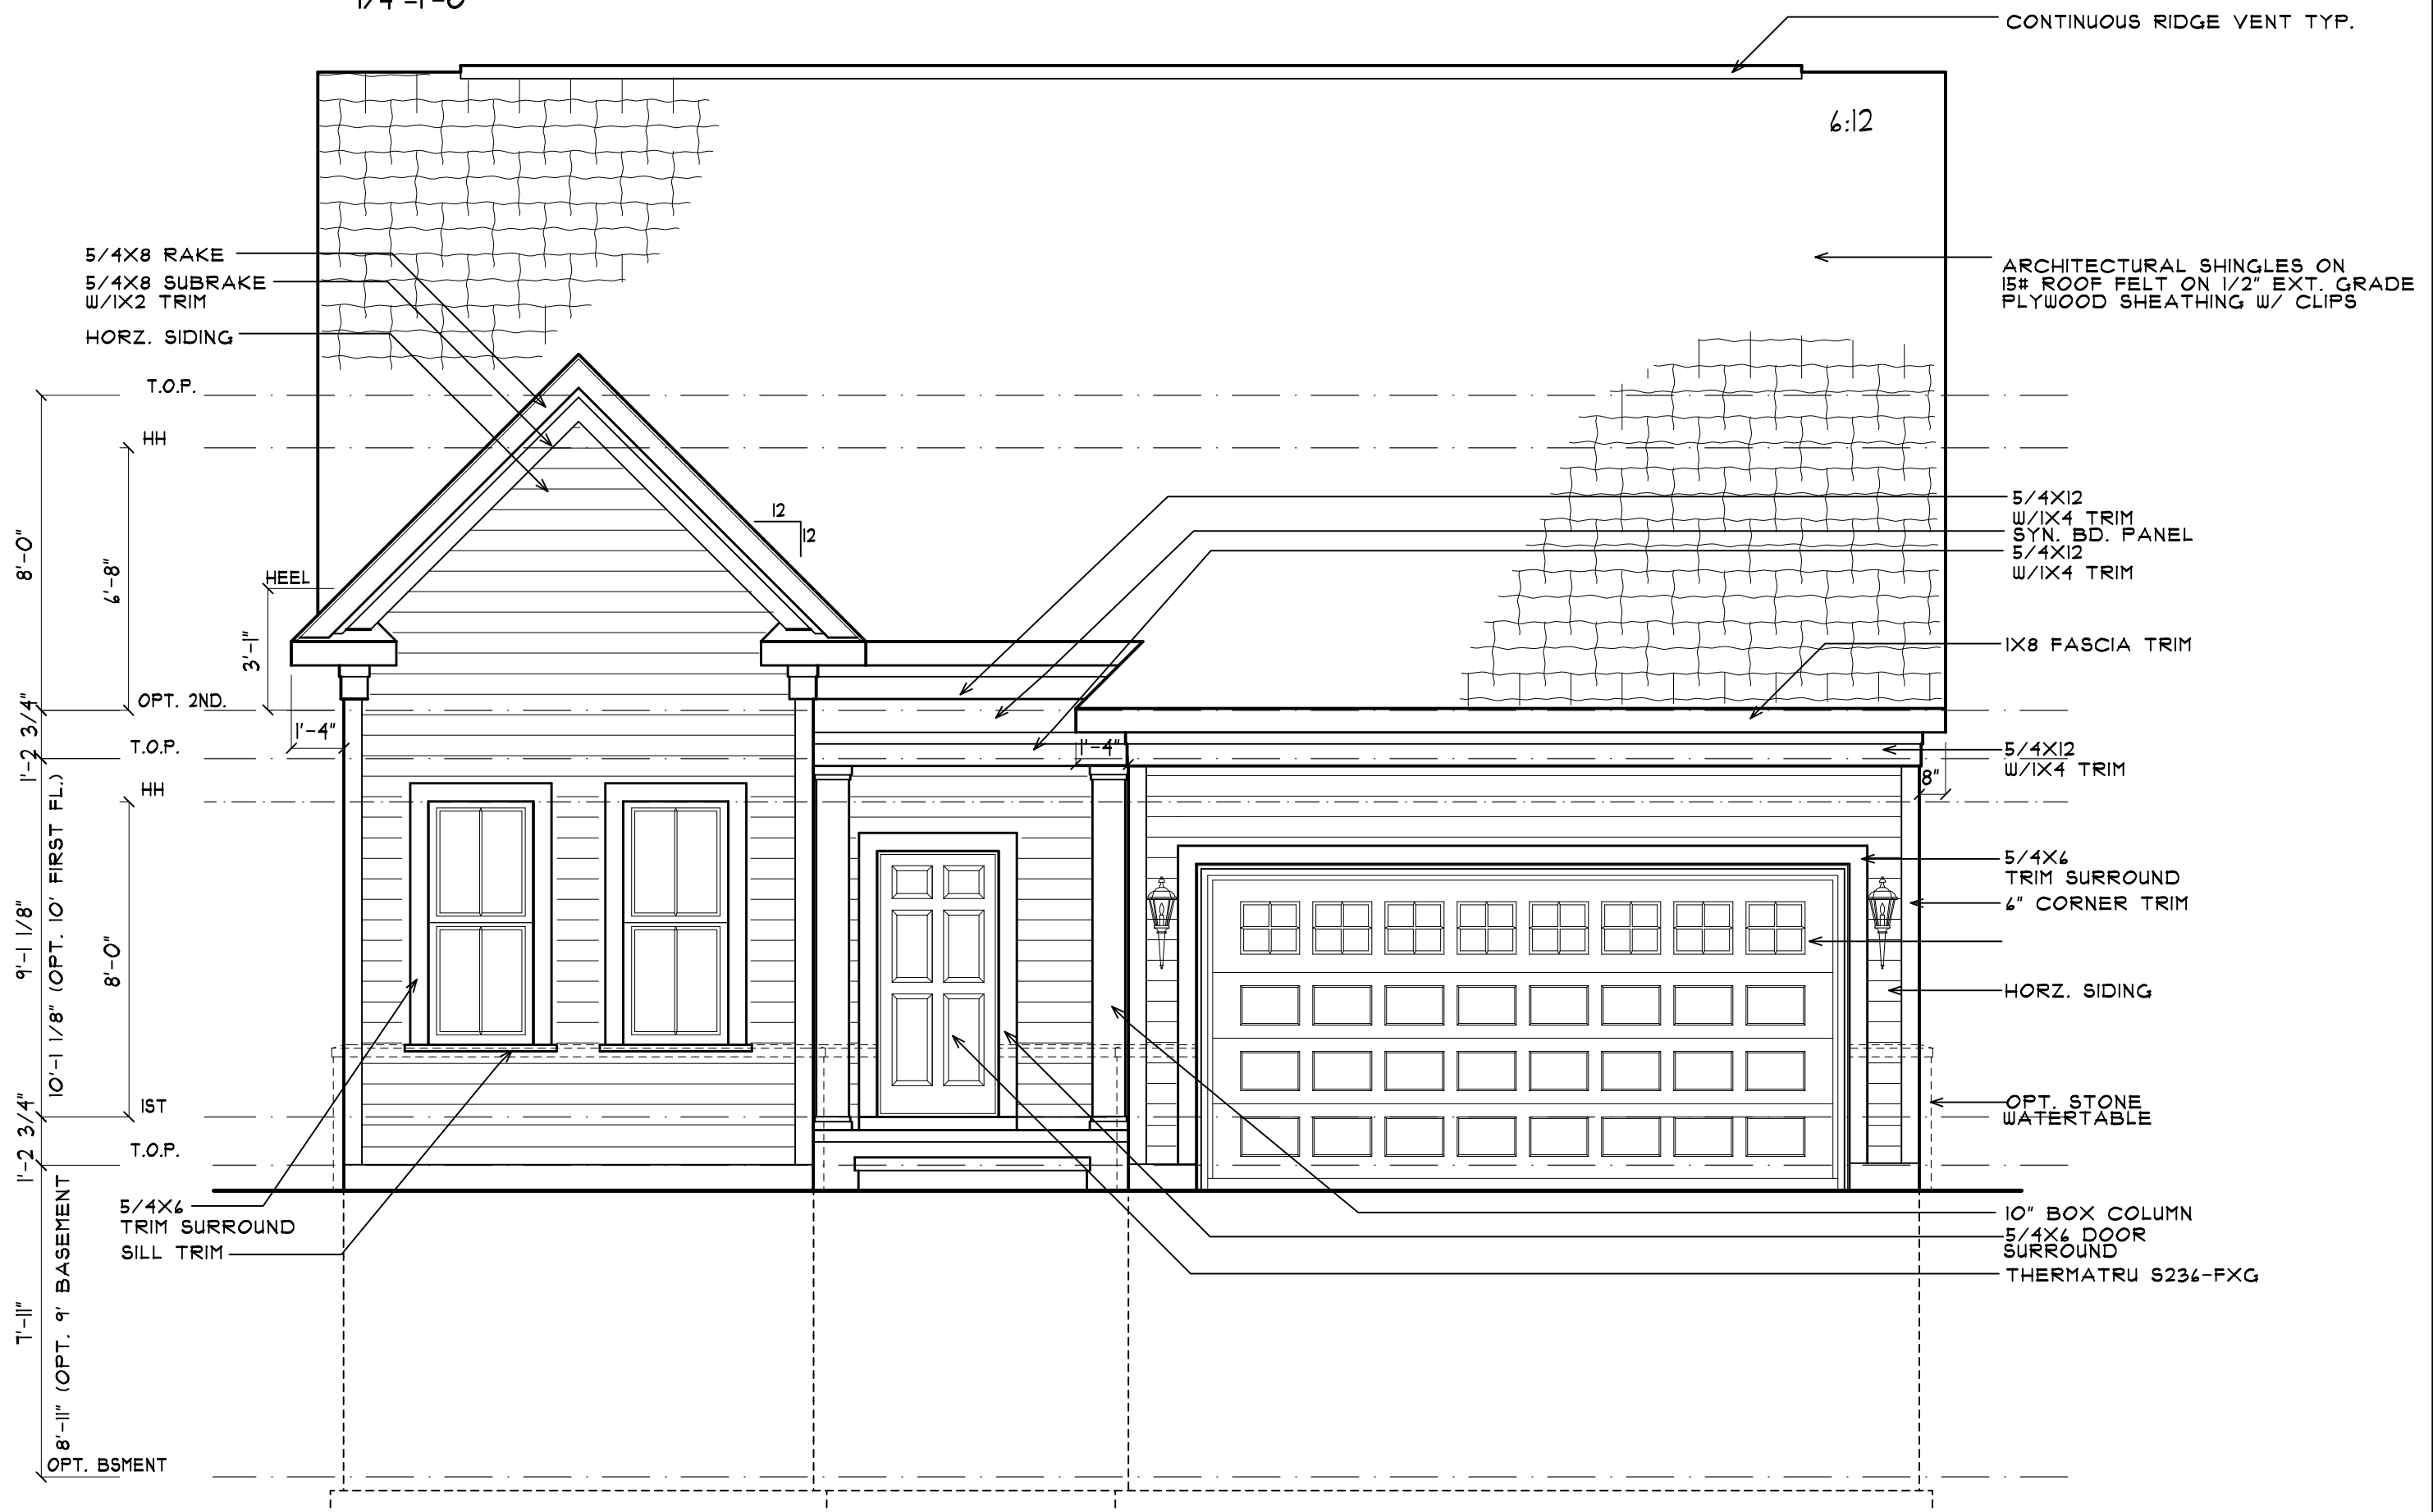 1/4"=1'-0"
CONTINUOUS RIDGE VENT TYP.
6:12
5/4X8 RAKE
5/4X8 SUBRAKE
W/1X2 TRIM
HORZ. SIDING
ARCHITECTURAL SHINGLES ON
15# ROOF FELT ON 1/2" EXT. GRADE
PLYWOOD SHEATHING W/ CLIPS
T.O.P.
HH
8'-0"
6'-8"
HEEL
3'-1"
12
12
5/4X12
W/1X4 TRIM
SYN. BD. PANEL
5/4X12
W/1X4 TRIM
1X8 FASCIA TRIM
OPT. 2ND.
1'-4"
1'-2 3/4"
T.O.P.
1'-4"
5/4X12
W/1X4 TRIM
8"
HH
9'-1 1/8"
10'-1 1/8" (OPT. 10' FIRST FL.)
8'-0"
5/4X6
TRIM SURROUND
6" CORNER TRIM
HORZ. SIDING
1ST
OPT. STONE
WATERTABLE
1'-2 3/4"
T.O.P.
5/4X6
TRIM SURROUND
SILL TRIM
10" BOX COLUMN
5/4X6 DOOR
SURROUND
THERMATRU S236-FXG
7'-11"
8'-11" (OPT. 9' BASEMENT
OPT. BSMENT